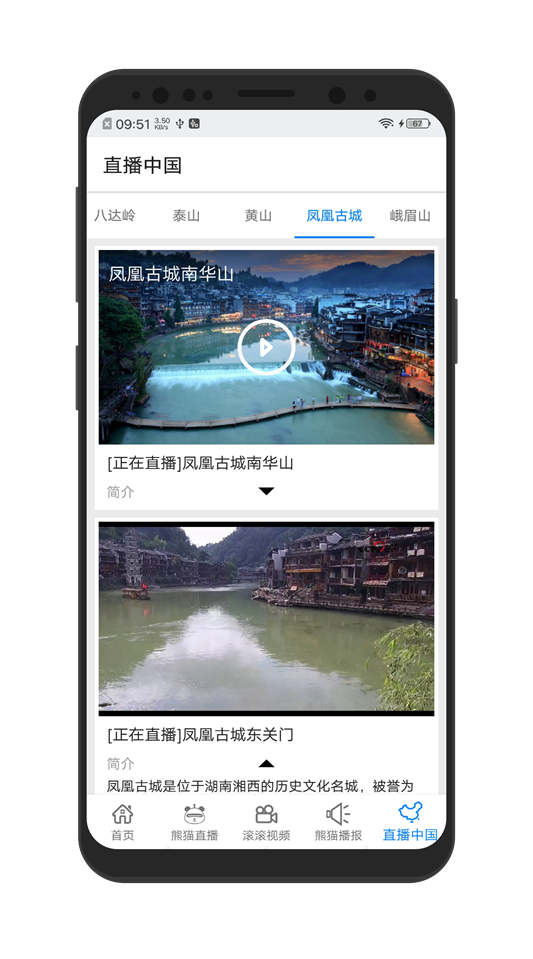 09:51 3.50 KB/s 67
直播中国
八达岭 泰山 黄山 凤凰古城 峨眉山
凤凰古城南华山
[正在直播]凤凰古城南华山
简介
[正在直播]凤凰古城东关门
简介
凤凰古城是位于湖南湘西的历史文化名城，被誉为
首页 熊猫直播 滚滚视频 熊猫播报 直播中国